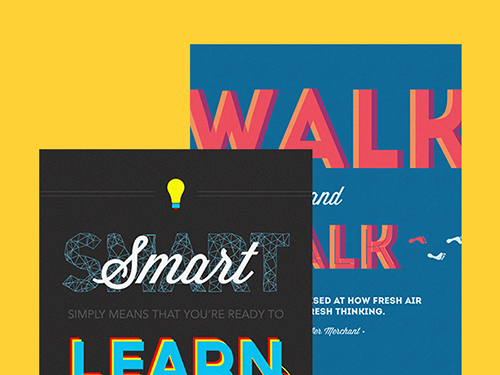 WALK
and
ALK
SED AT HOW FRESH AIR
RESH THINKING.
Merchant
SMART
Smart
SIMPLY MEANS THAT YOU'RE READY TO
LEARN